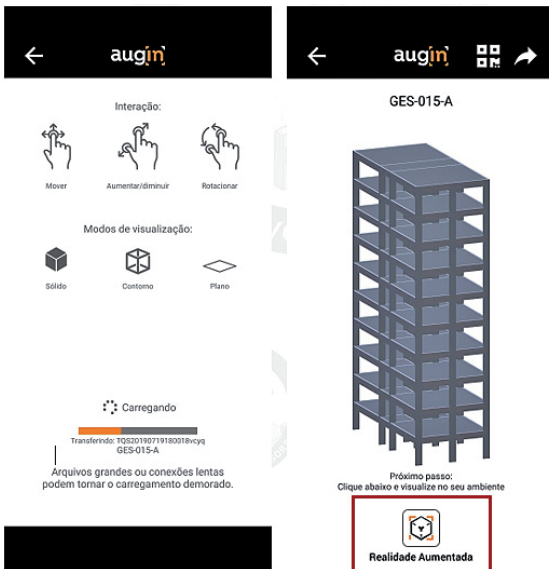 augin
Interação:
Mover
Aumentar/diminuir
Rotacionar
Modos de visualização:
Sólido
Contorno
Plano
Carregando
Transferindo: TQS20190719180018vcyq
GES-015-A
Arquivos grandes ou conexões lentas
podem tornar o carregamento demorado.
augin
GES-015-A
Próximo passo:
Clique abaixo e visualize no seu ambiente
Realidade Aumentada